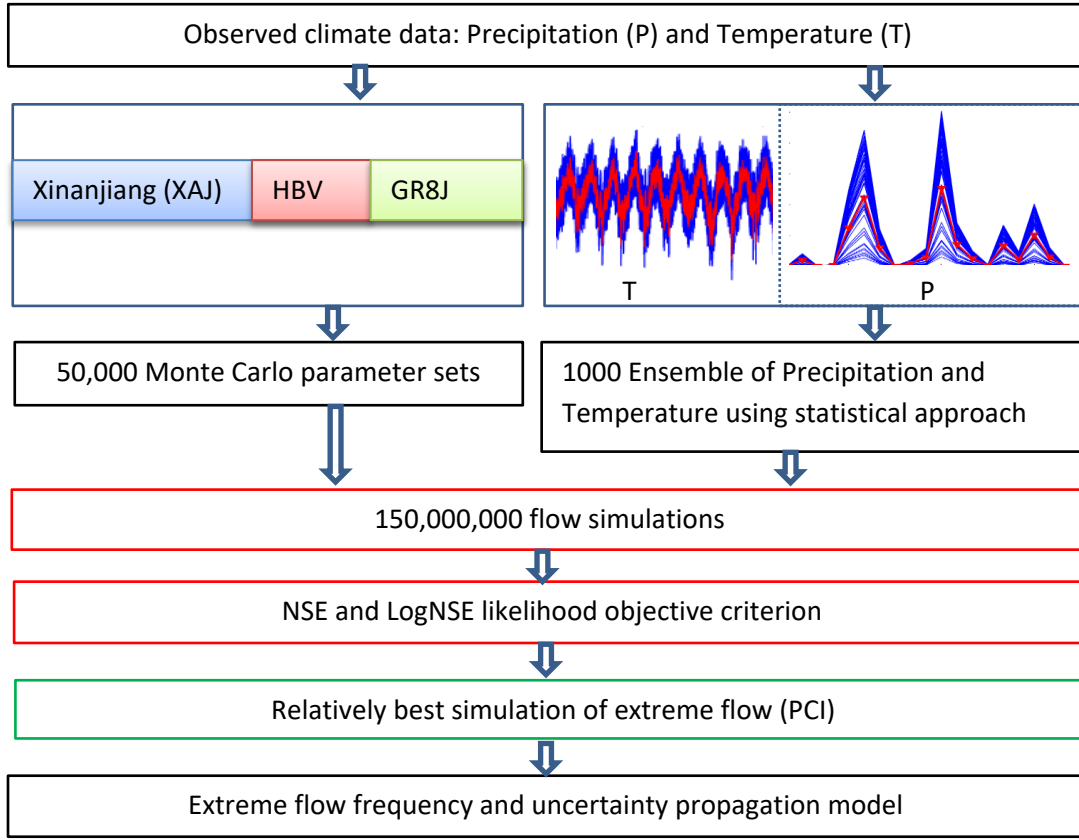 Observed climate data: Precipitation (P) and Temperature (T)
Xinanjiang (XAJ)
HBV
GR8J
T
P
50,000 Monte Carlo parameter sets
1000 Ensemble of Precipitation and
Temperature using statistical approach
150,000,000 flow simulations
NSE and LogNSE likelihood objective criterion
Relatively best simulation of extreme flow (PCI)
Extreme flow frequency and uncertainty propagation model